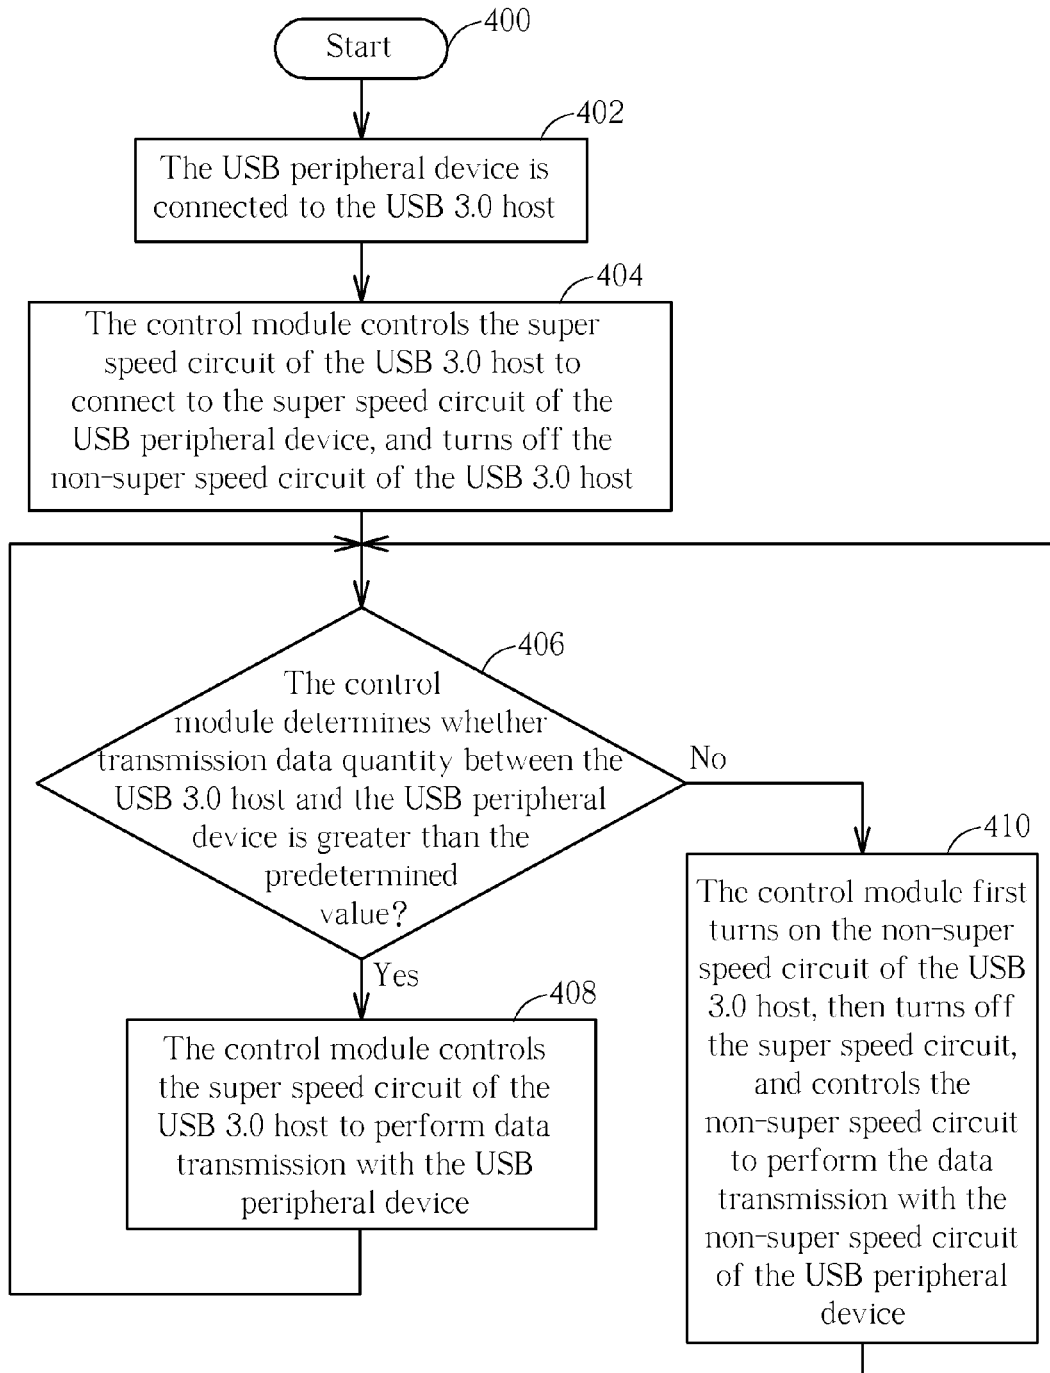 Start
400
402
The USB peripheral device is
connected to the USB 3.0 host
404
The control module controls the super
speed circuit of the USB 3.0 host to
connect to the super speed circuit of the
USB peripheral device, and turns off the
non-super speed circuit of the USB 3.0 host
406
The control
module determines whether
transmission data quantity between the
USB 3.0 host and the USB peripheral
device is greater than the
predetermined
value?
No
Yes
408
The control module controls
the super speed circuit of the
USB 3.0 host to perform data
transmission with the USB
peripheral device
410
The control module first
turns on the non-super
speed circuit of the USB
3.0 host, then turns off
the super speed circuit,
and controls the
non-super speed circuit
to perform the data
transmission with the
non-super speed circuit
of the USB peripheral
device